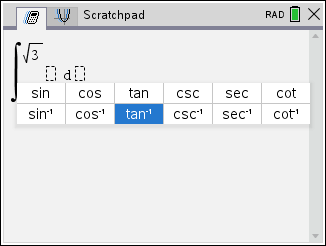 Scratchpad RAD
∫ √3
d
sin cos tan csc sec cot
sin⁻¹ cos⁻¹ tan⁻¹ csc⁻¹ sec⁻¹ cot⁻¹